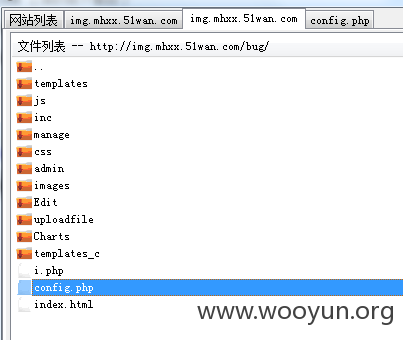 网站列表 img.mhxx.51wan.com img.mhxx.51wan.com config.php
文件列表 -- http://img.mhxx.51wan.com/bug/
..
templates
js
inc
manage
css
admin
images
Edit
uploadfile
Charts
templates_c
i.php
config.php
index.html
www.wooyun.org